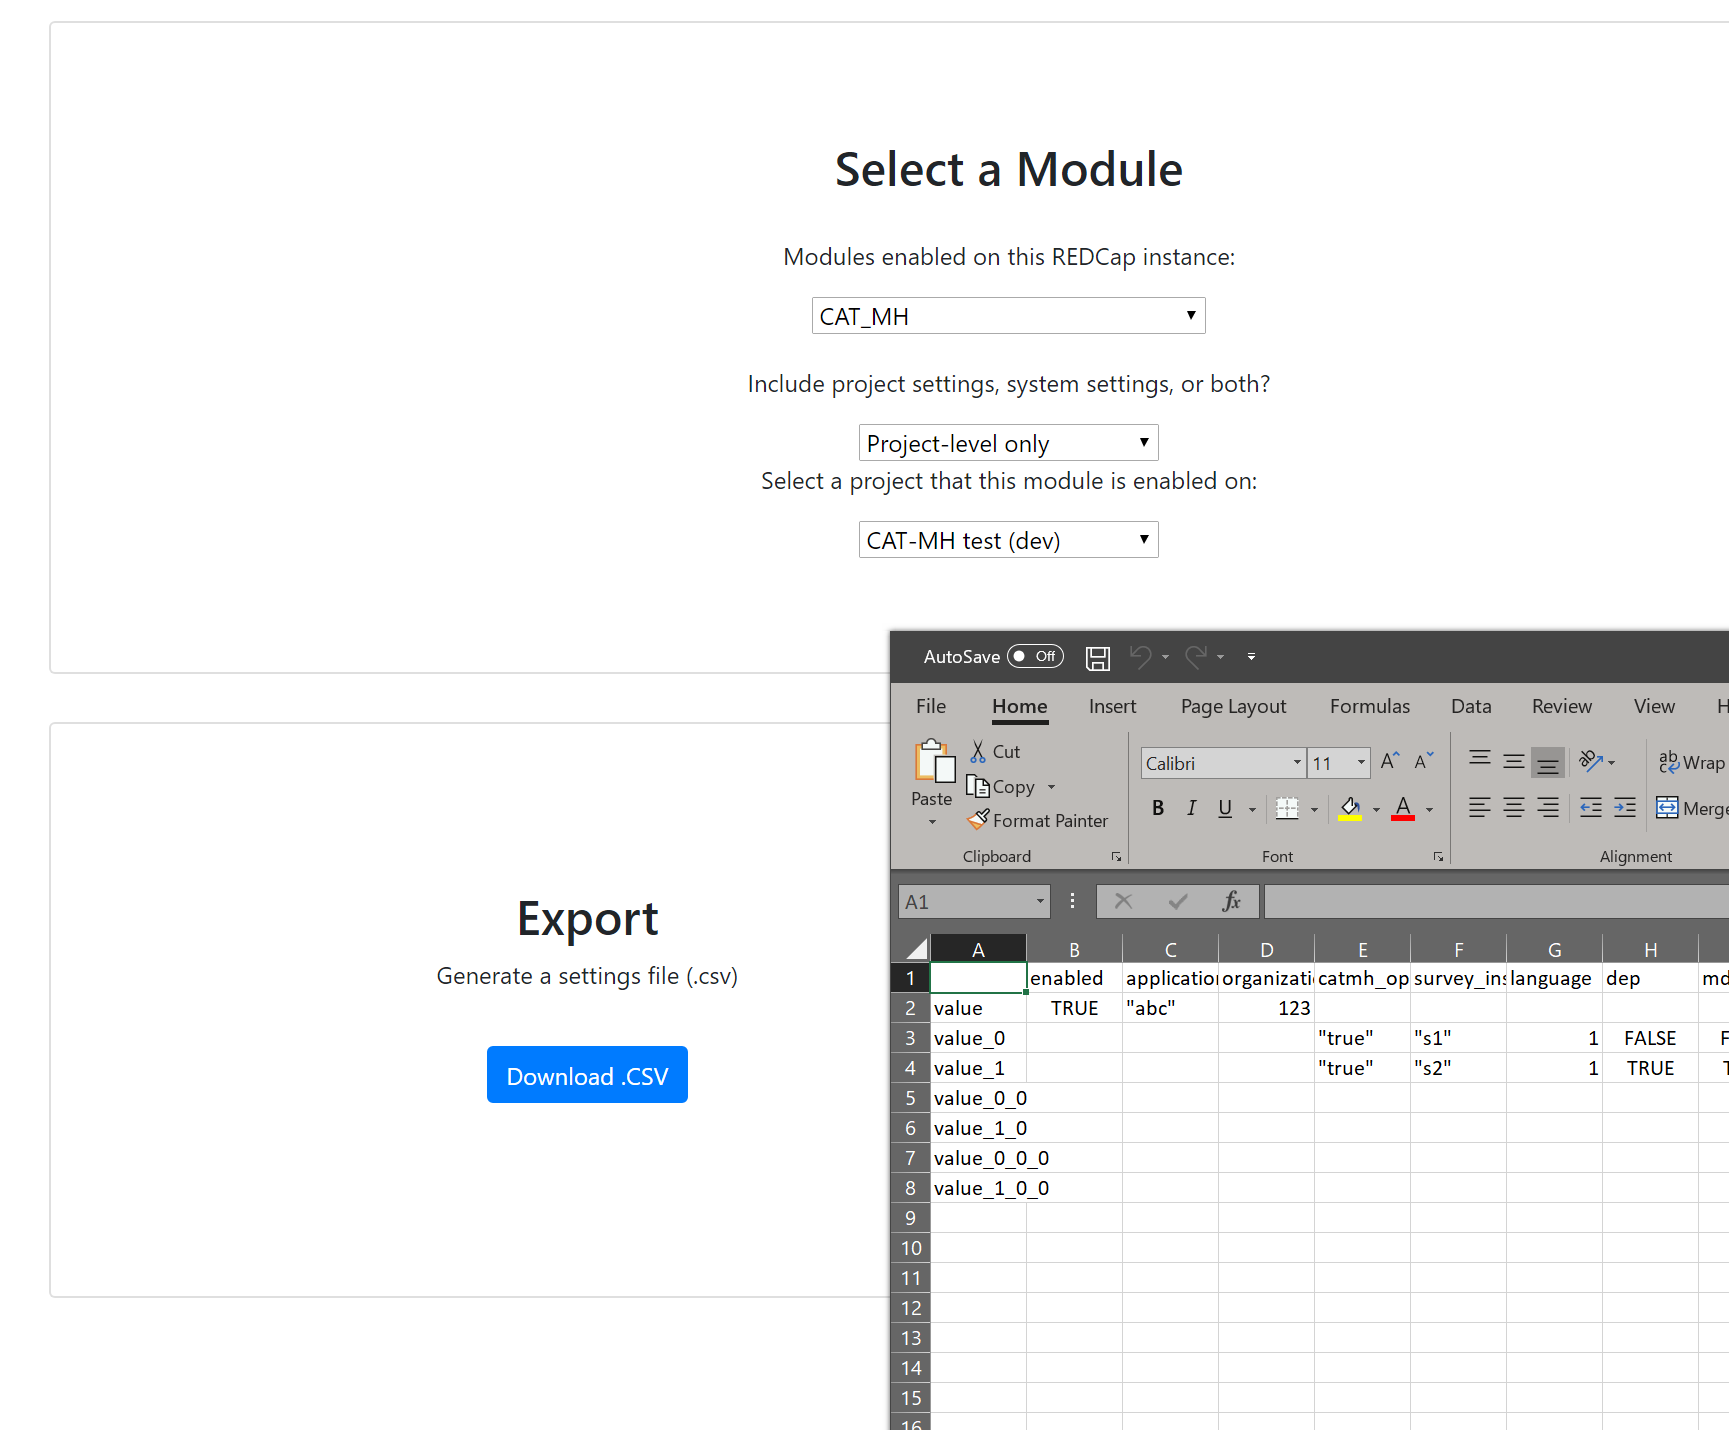 Select a Module
Modules enabled on this REDCap instance:
CAT_MH
Include project settings, system settings, or both?
Project-level only
Select a project that this module is enabled on:
CAT-MH test (dev)
Export
Generate a settings file (.csv)
Download .CSV
AutoSave Off
File Home Insert Page Layout Formulas Data Review View H
Paste
Cut
Copy
Format Painter
Clipboard
Calibri 11 A A
B I U A
Font
ab Wrap
Merge
Alignment
A1 fx
A B C D E F G H
1 enabled application organizati catmh_op survey_ins language dep md
2 value TRUE "abc" 123
3 value_0 "true" "s1" 1 FALSE F
4 value_1 "true" "s2" 1 TRUE T
5 value_0_0
6 value_1_0
7 value_0_0_0
8 value_1_0_0
9
10
11
12
13
14
15
16